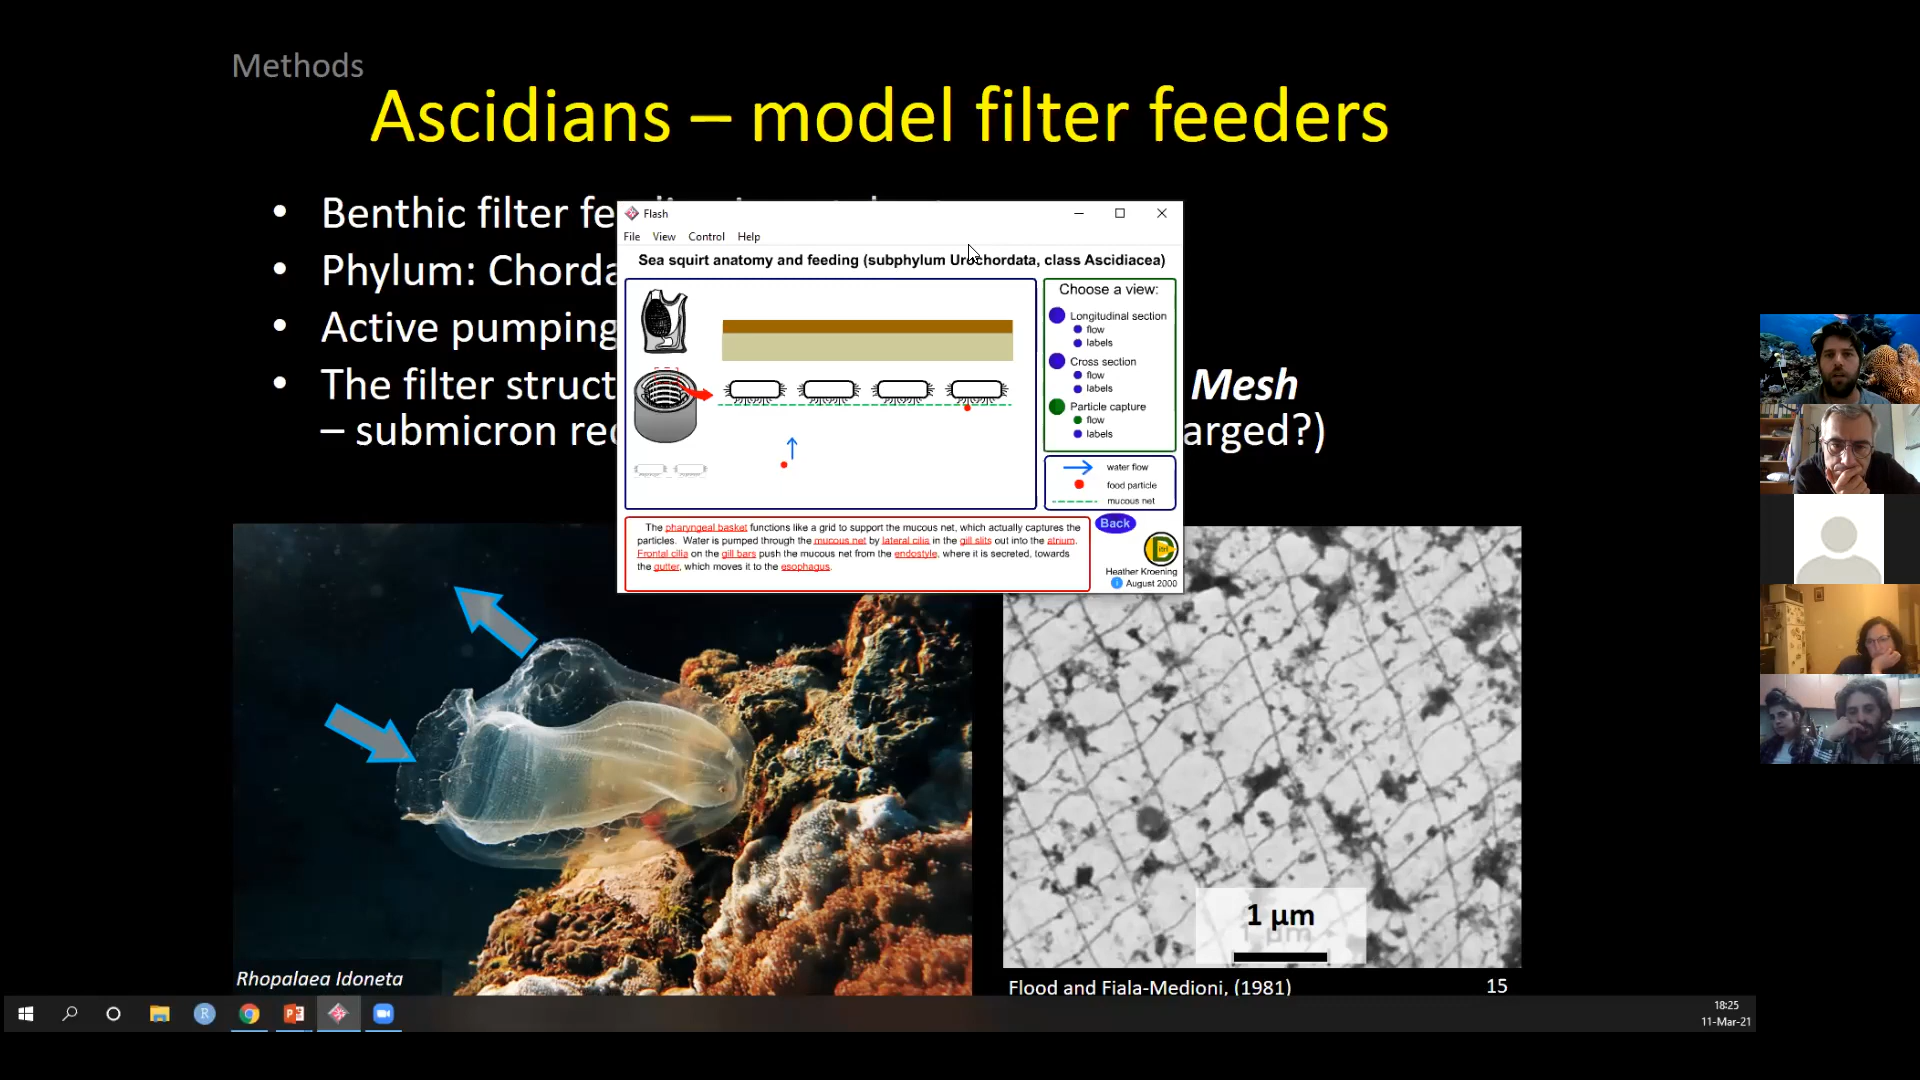 Methods
Ascidians – model filter feeders
• Benthic filter fe
• Phylum: Chorda
• Active pumping
• The filter struct Mesh
– submicron re arged?)
Flash
File View Control Help
Sea squirt anatomy and feeding (subphylum Urochordata, class Ascidiacea)
Choose a view:
Longitudinal section
flow
labels
Cross section
flow
labels
Particle capture
flow
labels
water flow
food particle
mucous net
The pharyngeal basket functions like a grid to support the mucous net, which actually captures the
particles. Water is pumped through the mucous net by lateral cilia in the gill slits out into the atrium.
Frontal cilia on the gill bars push the mucous net from the endostyle, where it is secreted, towards
the gutter, which moves it to the esophagus.
Back
Heather Kroening
August 2000
1 µm
Rhopalaea Idoneta
Flood and Fiala-Medioni, (1981)
15
18:25
11-Mar-21